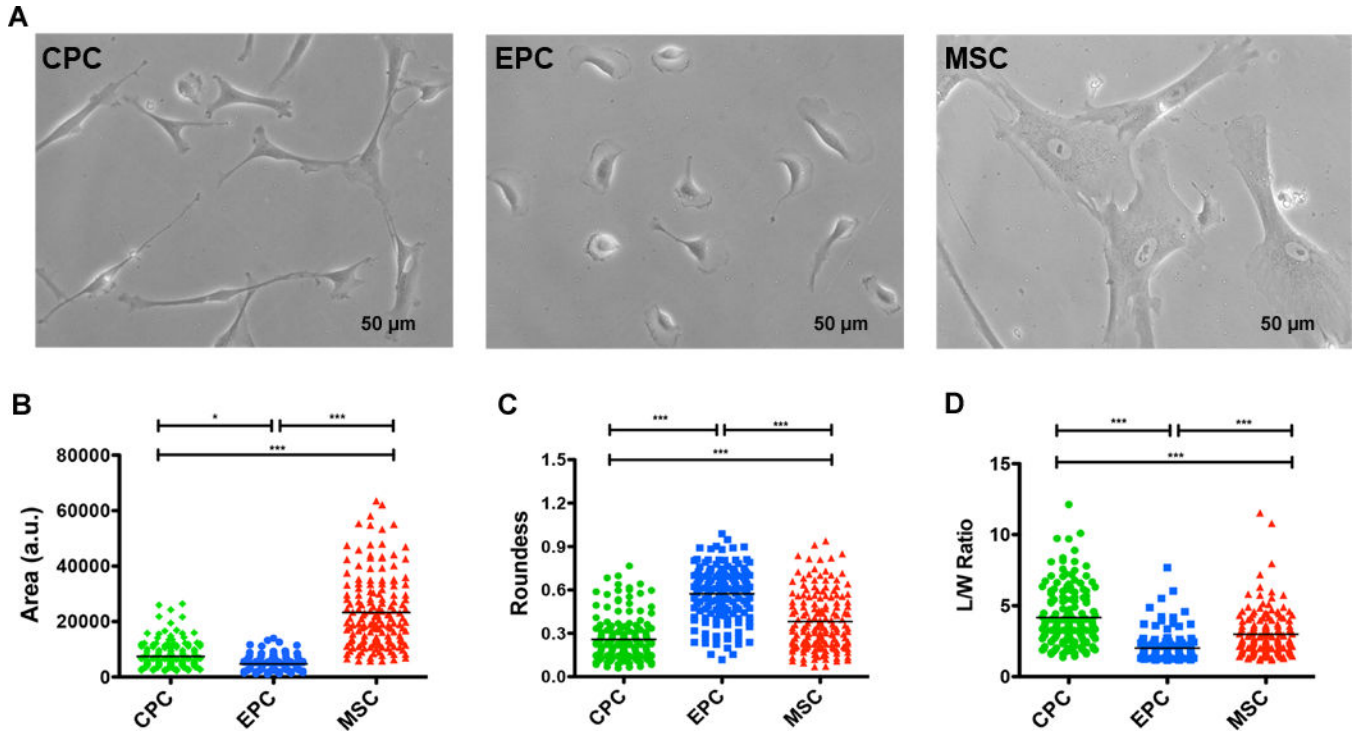 A
CPC
EPC
MSC
50 µm
50 µm
50 µm
B
* ***
***
Area (a.u.)
80000
60000
40000
20000
0
CPC
EPC
MSC
C
*** ***
***
Roundess
1.5
1.2
0.9
0.6
0.3
0.0
CPC
EPC
MSC
D
*** ***
***
L/W Ratio
15
10
5
0
CPC
EPC
MSC